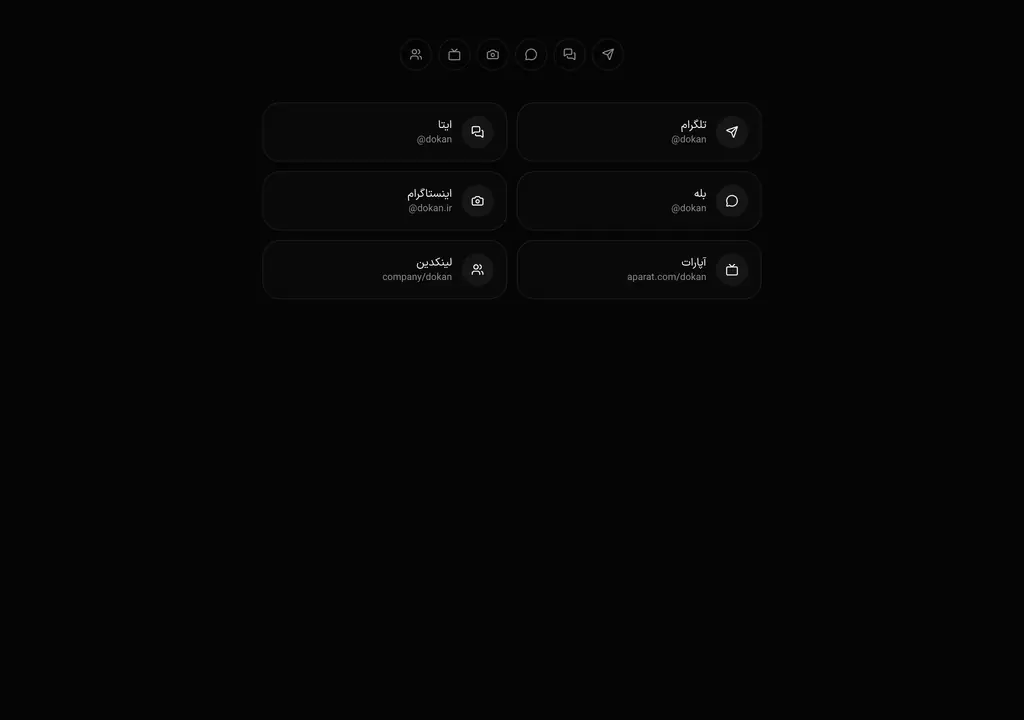 تلگرام
@dokan
ایتا
@dokan
بله
@dokan
اینستاگرام
@dokan.ir
آپارات
aparat.com/dokan
لینکدین
company/dokan